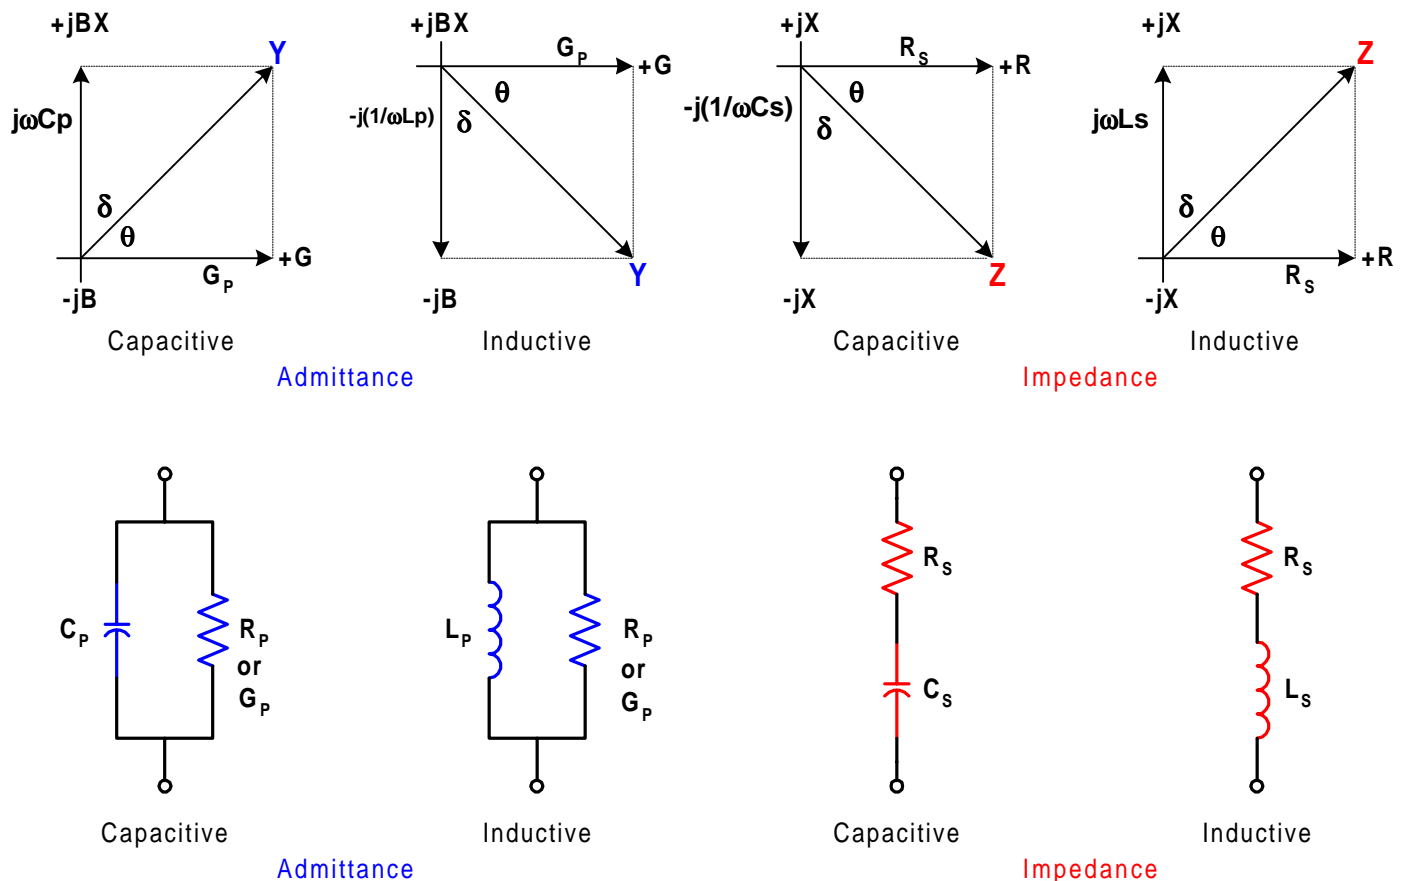 +jBX
Y
jωCp
δ
θ
+G
G_P
-jB
Capacitive
+jBX
G_P
+G
-j(1/ωLp)
θ
δ
Y
-jB
Inductive
Admittance
+jX
R_S
+R
-j(1/ωCs)
θ
δ
Z
-jX
Capacitive
+jX
Z
jωLs
δ
θ
+R
R_S
-jX
Inductive
Impedance
C_P
R_P
or
G_P
Capacitive
L_P
R_P
or
G_P
Inductive
Admittance
R_S
C_S
Capacitive
R_S
L_S
Inductive
Impedance